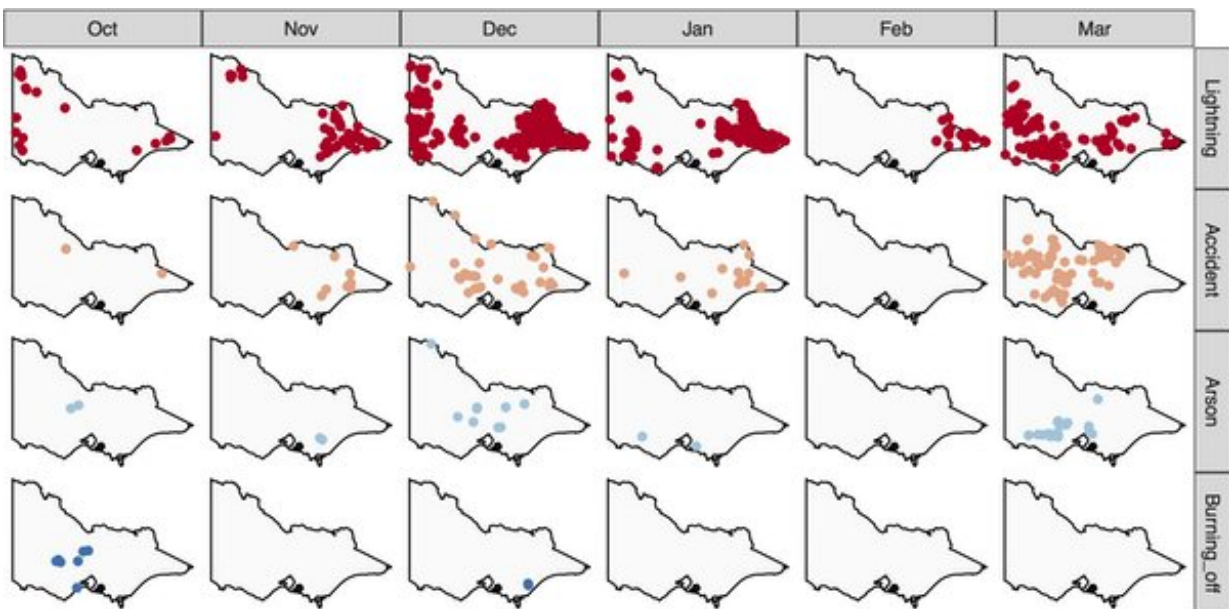 Oct Nov Dec Jan Feb Mar
Lightning
Accident
Arson
Burning_off